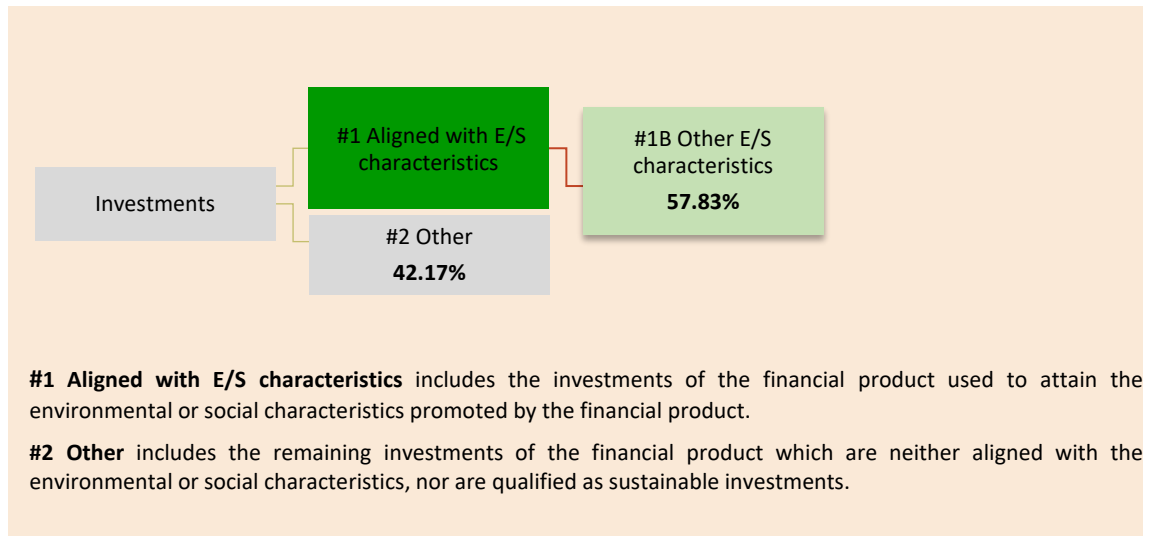 #1 Aligned with E/S
characteristics
#1B Other E/S
characteristics
57.83%
Investments
#2 Other
42.17%
#1 Aligned with E/S characteristics includes the investments of the financial product used to attain the
environmental or social characteristics promoted by the financial product.
#2 Other includes the remaining investments of the financial product which are neither aligned with the
environmental or social characteristics, nor are qualified as sustainable investments.